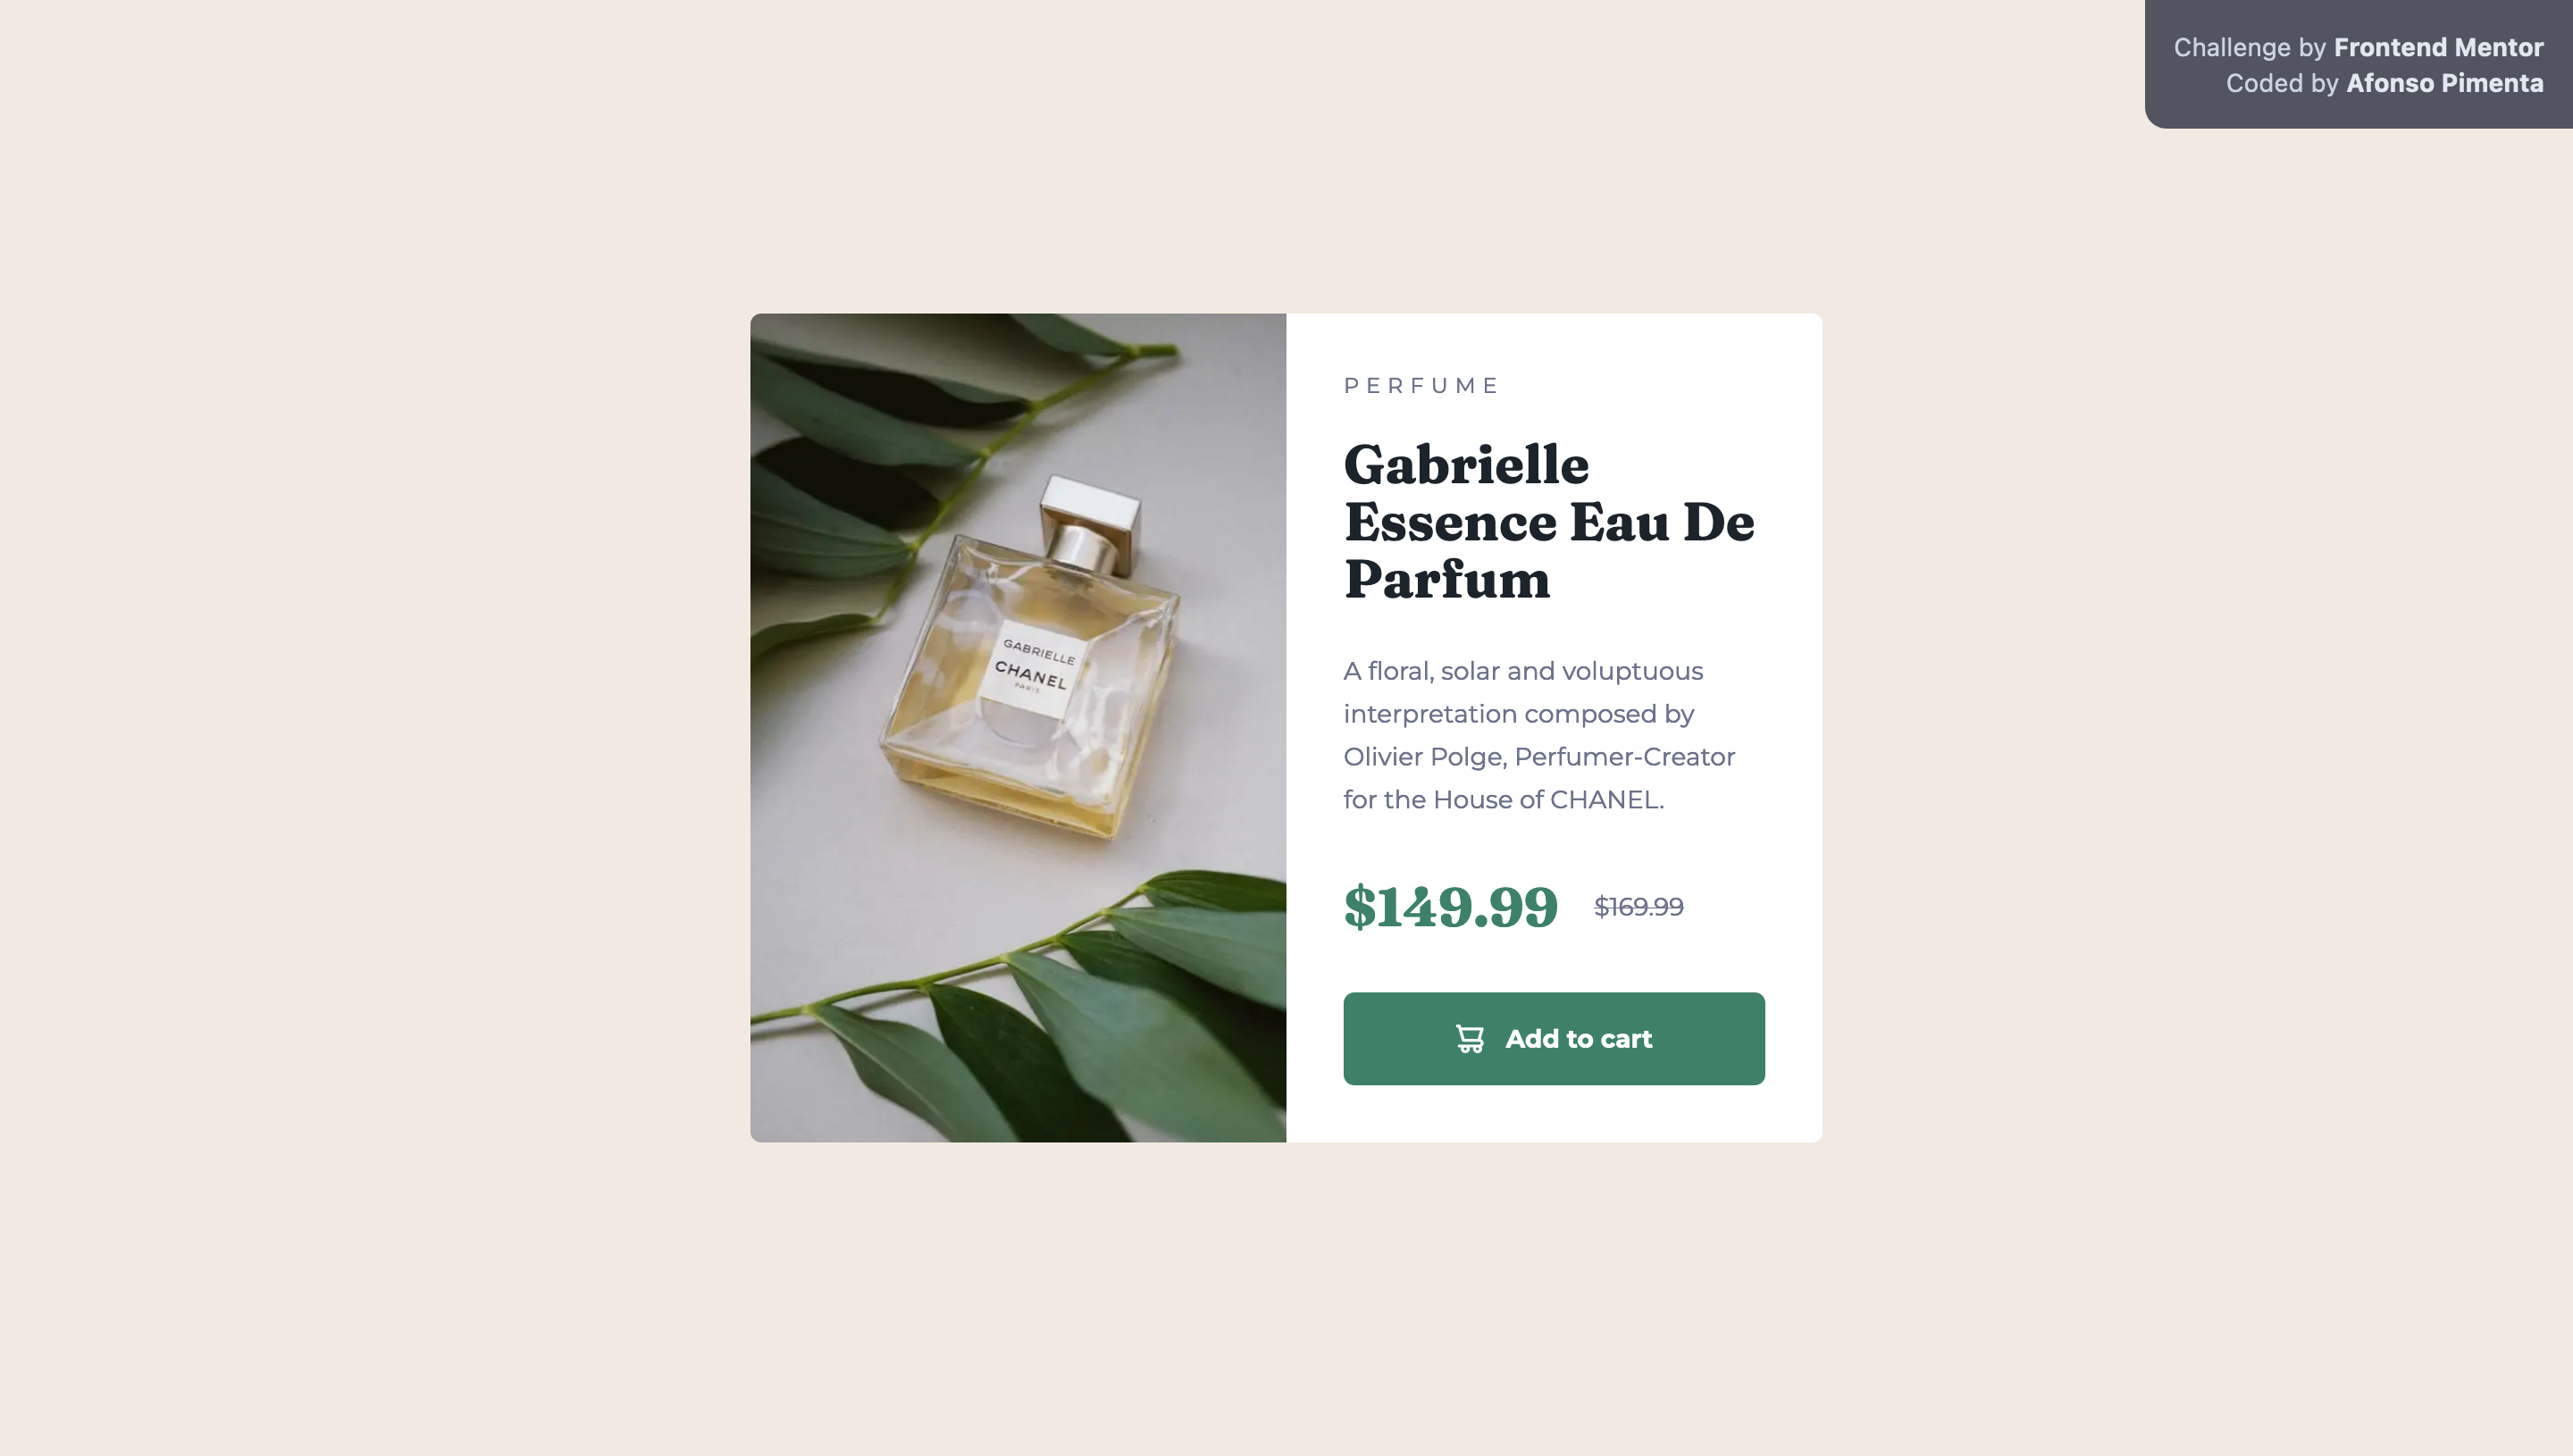 Challenge by Frontend Mentor
Coded by Afonso Pimenta
GABRIELLE
CHANEL
PARIS
PERFUME
Gabrielle
Essence Eau De
Parfum
A floral, solar and voluptuous
interpretation composed by
Olivier Polge, Perfumer-Creator
for the House of CHANEL.
$149.99 $169.99
Add to cart